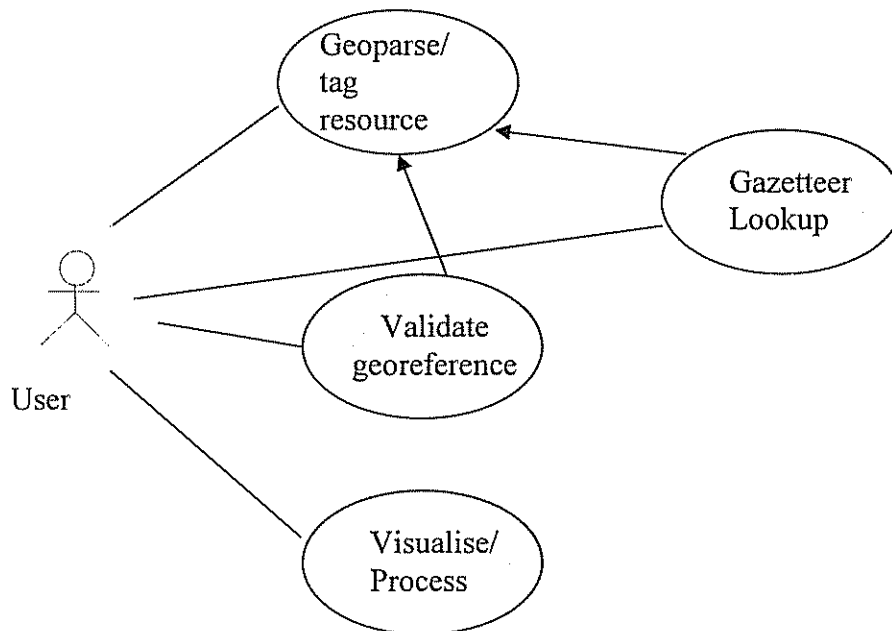 Geoparse/
tag
resource
Gazetteer
Lookup
Validate
georeference
User
Visualise/
Process